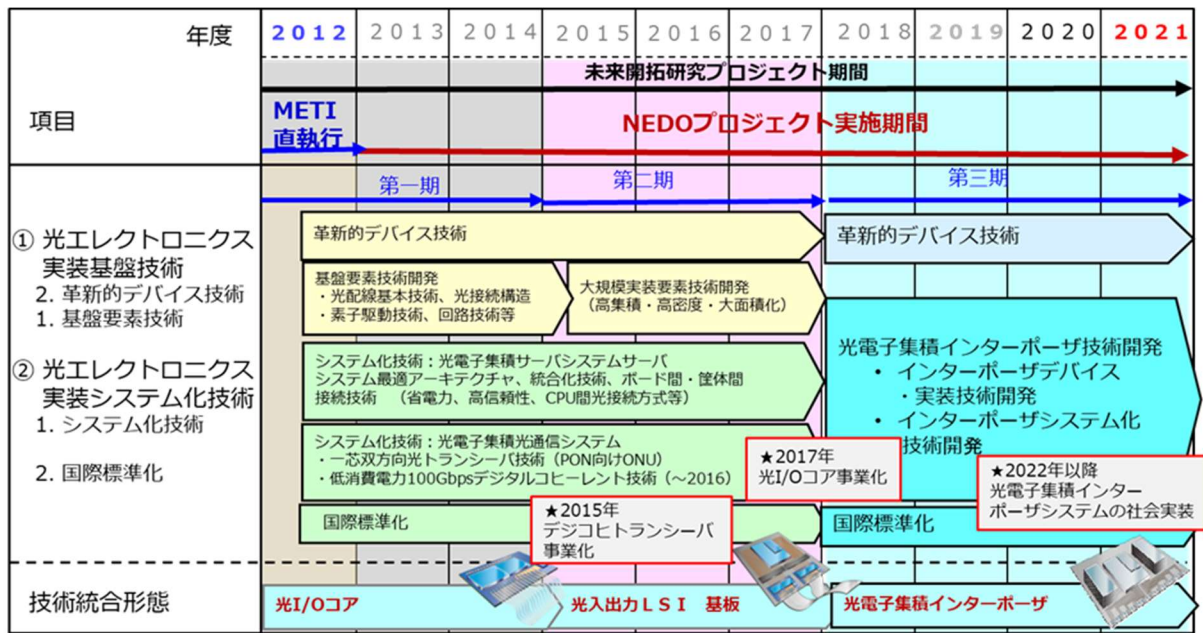 年度
2012
2013
2014
2015
2016
2017
2018
2019
2020
2021
項目
未来開拓研究プロジェクト期間
METI
直執行
NEDOプロジェクト実施期間
第一期
第二期
第三期
① 光エレクトロニクス
実装基盤技術
2. 革新的デバイス技術
1. 基盤要素技術
② 光エレクトロニクス
実装システム化技術
1. システム化技術
2. 国際標準化
革新的デバイス技術
革新的デバイス技術
基盤要素技術開発
・光配線基本技術、光接続構造
・素子駆動技術、回路技術等
大規模実装要素技術開発
(高集積・高密度・大面積化)
システム化技術：光電子集積サーバシステムサーバ
システム最適アーキテクチャ、統合化技術、ボード間・筐体間
接続技術 （省電力、高信頼性、CPU間光接続方式等）
システム化技術：光電子集積光通信システム
・一芯双方向光トランシーバ技術（PON向けONU）
・低消費電力100Gbpsデジタルコヒーレント技術（～2016）
光電子集積インターポーザ技術開発
• インターポーザデバイス
・実装技術開発
• インターポーザシステム化
技術開発
国際標準化
国際標準化
★2015年
デジコヒトランシーバ
事業化
★2017年
光I/Oコア事業化
★2022年以降
光電子集積インター
ポーザシステムの社会実装
技術統合形態
光I/Oコア
光入出力ＬＳＩ 基板
光電子集積インターポーザ